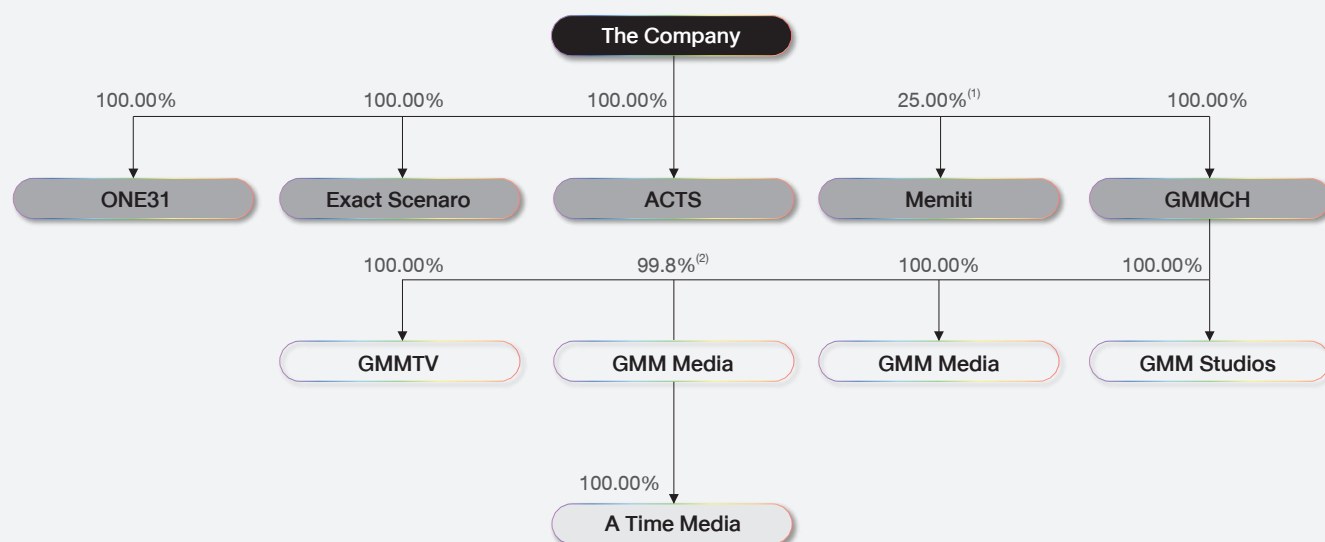 The Company
100.00% 100.00% 100.00% 25.00%(1) 100.00%
ONE31 Exact Scenaro ACTS Memiti GMMCH
100.00% 99.8%(2) 100.00% 100.00%
GMMTV GMM Media GMM Media GMM Studios
100.00%
A Time Media